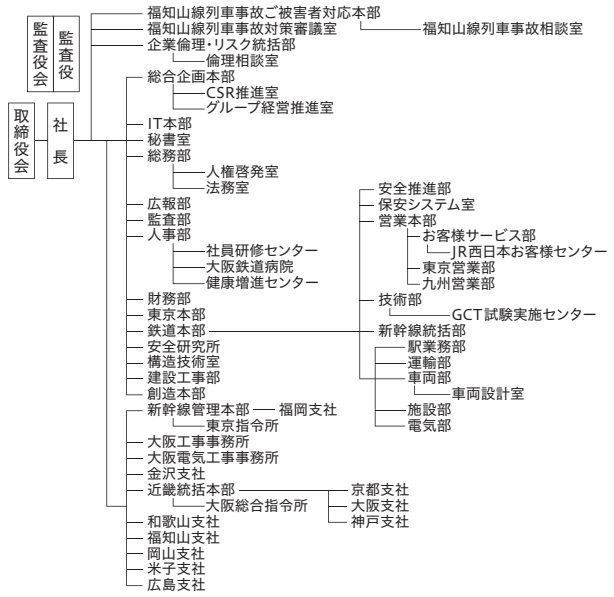 福知山線列車事故ご被害者対応本部
福知山線列車事故対策審議室
福知山線列車事故相談室
企業倫理・リスク統括部
倫理相談室
監査役会
監査役
取締役会
社長
総合企画本部
CSR推進室
グループ経営推進室
IT本部
秘書室
総務部
人権啓発室
法務室
広報部
監査部
人事部
社員研修センター
大阪鉄道病院
健康増進センター
財務部
東京本部
鉄道本部
安全推進部
保安システム室
営業本部
お客様サービス部
JR西日本お客様センター
東京営業部
九州営業部
技術部
GCT試験実施センター
新幹線統括部
駅業務部
運輸部
車両部
車両設計室
施設部
電気部
安全研究所
構造技術室
建設工事部
創造本部
新幹線管理本部
福岡支社
東京指令所
大阪工事事務所
大阪電気工事事務所
金沢支社
近畿統括本部
京都支社
大阪支社
神戸支社
大阪総合指令所
和歌山支社
福知山支社
岡山支社
米子支社
広島支社